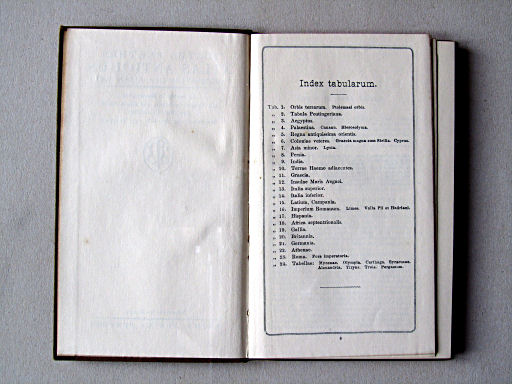 Index tabularum.
Tab. 1. Orbis terrarum. Ptolemaei orbis.
„ 2. Tabula Peutingeriana.
„ 3. Aegyptus.
„ 4. Palaestina. Canaan. Hierosolyma.
„ 5. Regna antiquissima orientis.
„ 6. Coloniae veteres. Graecia magna cum Sicilia. Cyprus.
„ 7. Asia minor. Lycia.
„ 8. Persia.
„ 9. India.
„ 10. Terrae Haemo adiacentes.
„ 11. Graecia.
„ 12. Insulae Maris Aegaei.
„ 13. Italia superior.
„ 14. Italia inferior.
„ 15. Latium, Campania.
„ 16. Imperium Romanum. Limes. Valla Pii et Hadriani.
„ 17. Hispania.
„ 18. Africa septentrionalis.
„ 19. Gallia.
„ 20. Britannia.
„ 21. Germania.
„ 22. Athenae.
„ 23. Roma. Fora imperatoria.
„ 24. Tabellae: Mycenae. Olympia. Carthago. Syracusae.
Alexandria. Tiryns. Troia. Pergamum.